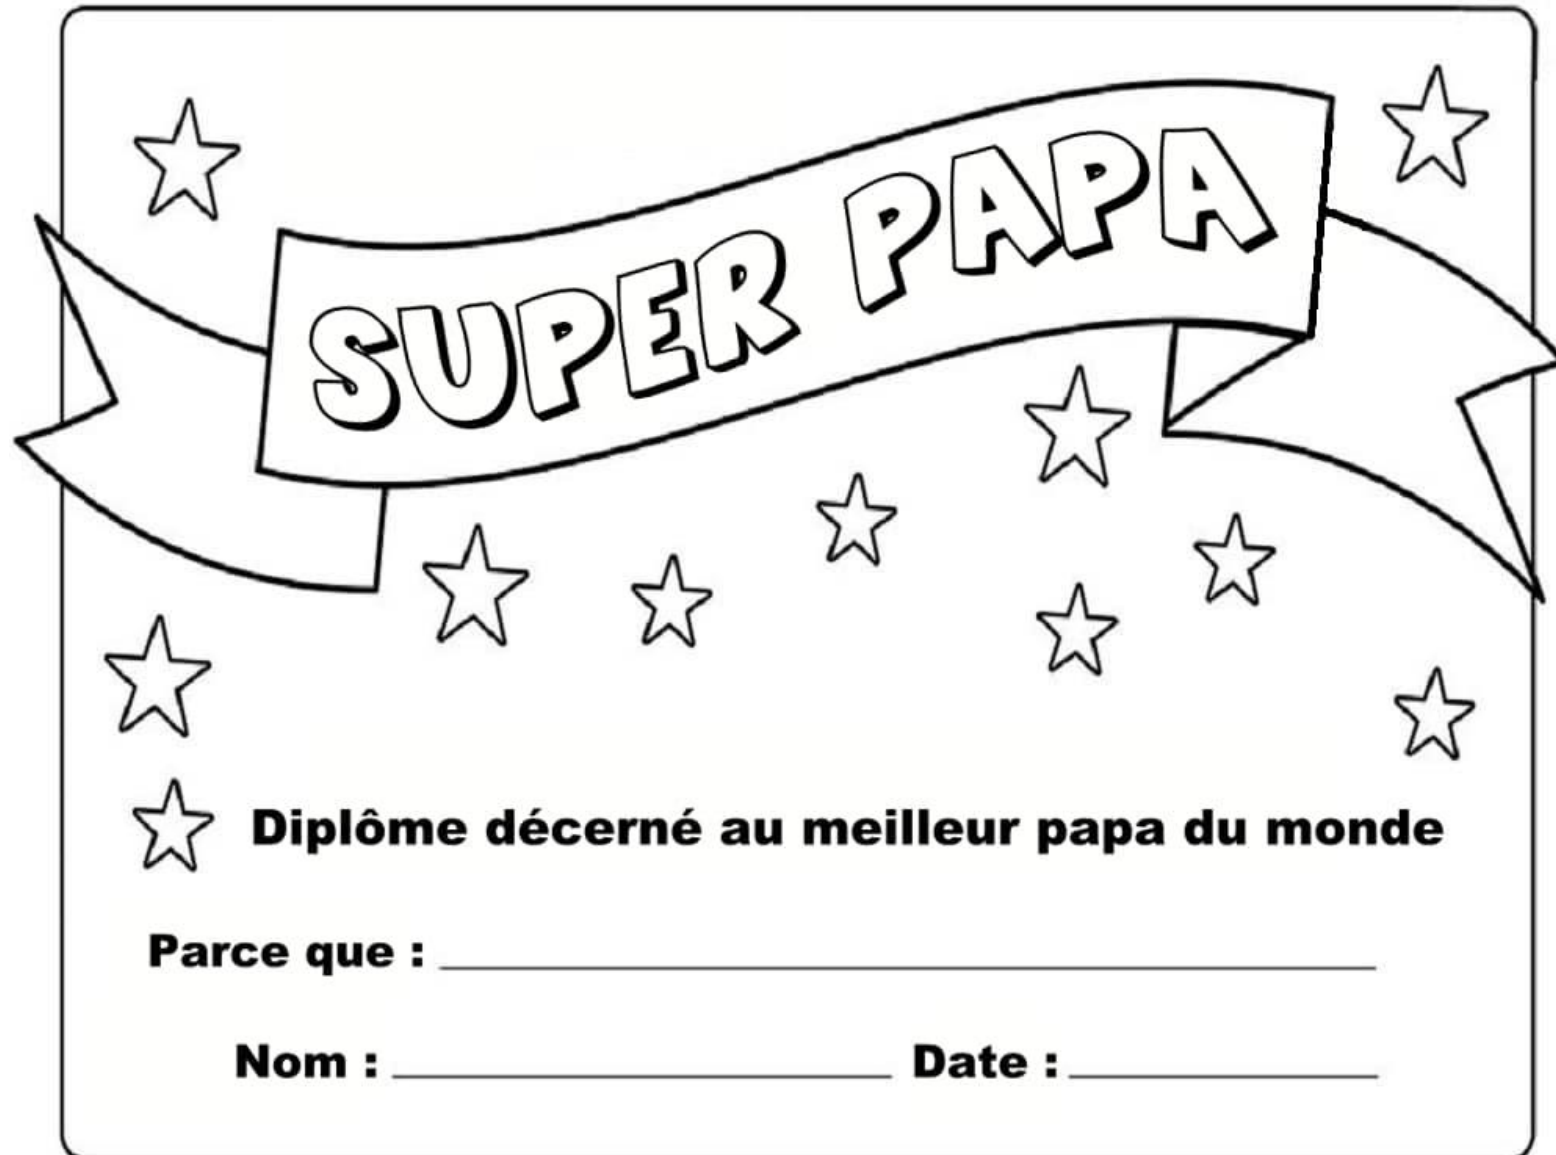 SUPER PAPA
Diplôme décerné au meilleur papa du monde
Parce que :
Nom : Date :